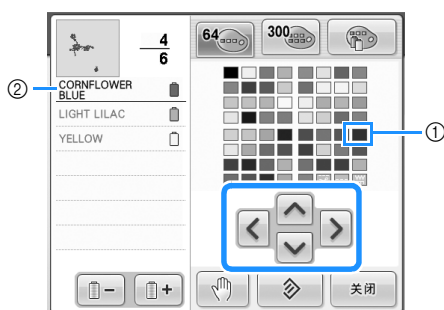 4
6
64
300
②
CORNFLOWER
BLUE
①
LIGHT LILAC
YELLOW
关闭